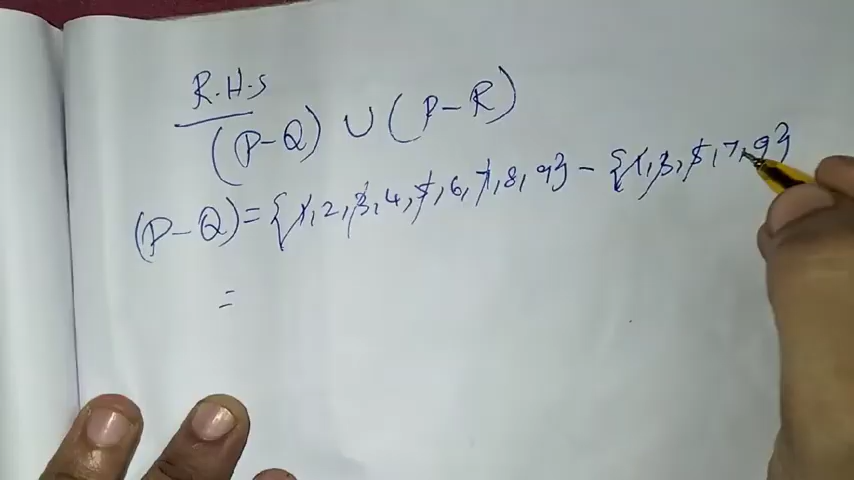 R.H.S
(P-Q) ∪ (P-R)
(P-Q) = {1,2,3,4,5,6,7,8,9} - {1,3,5,7,9}
=